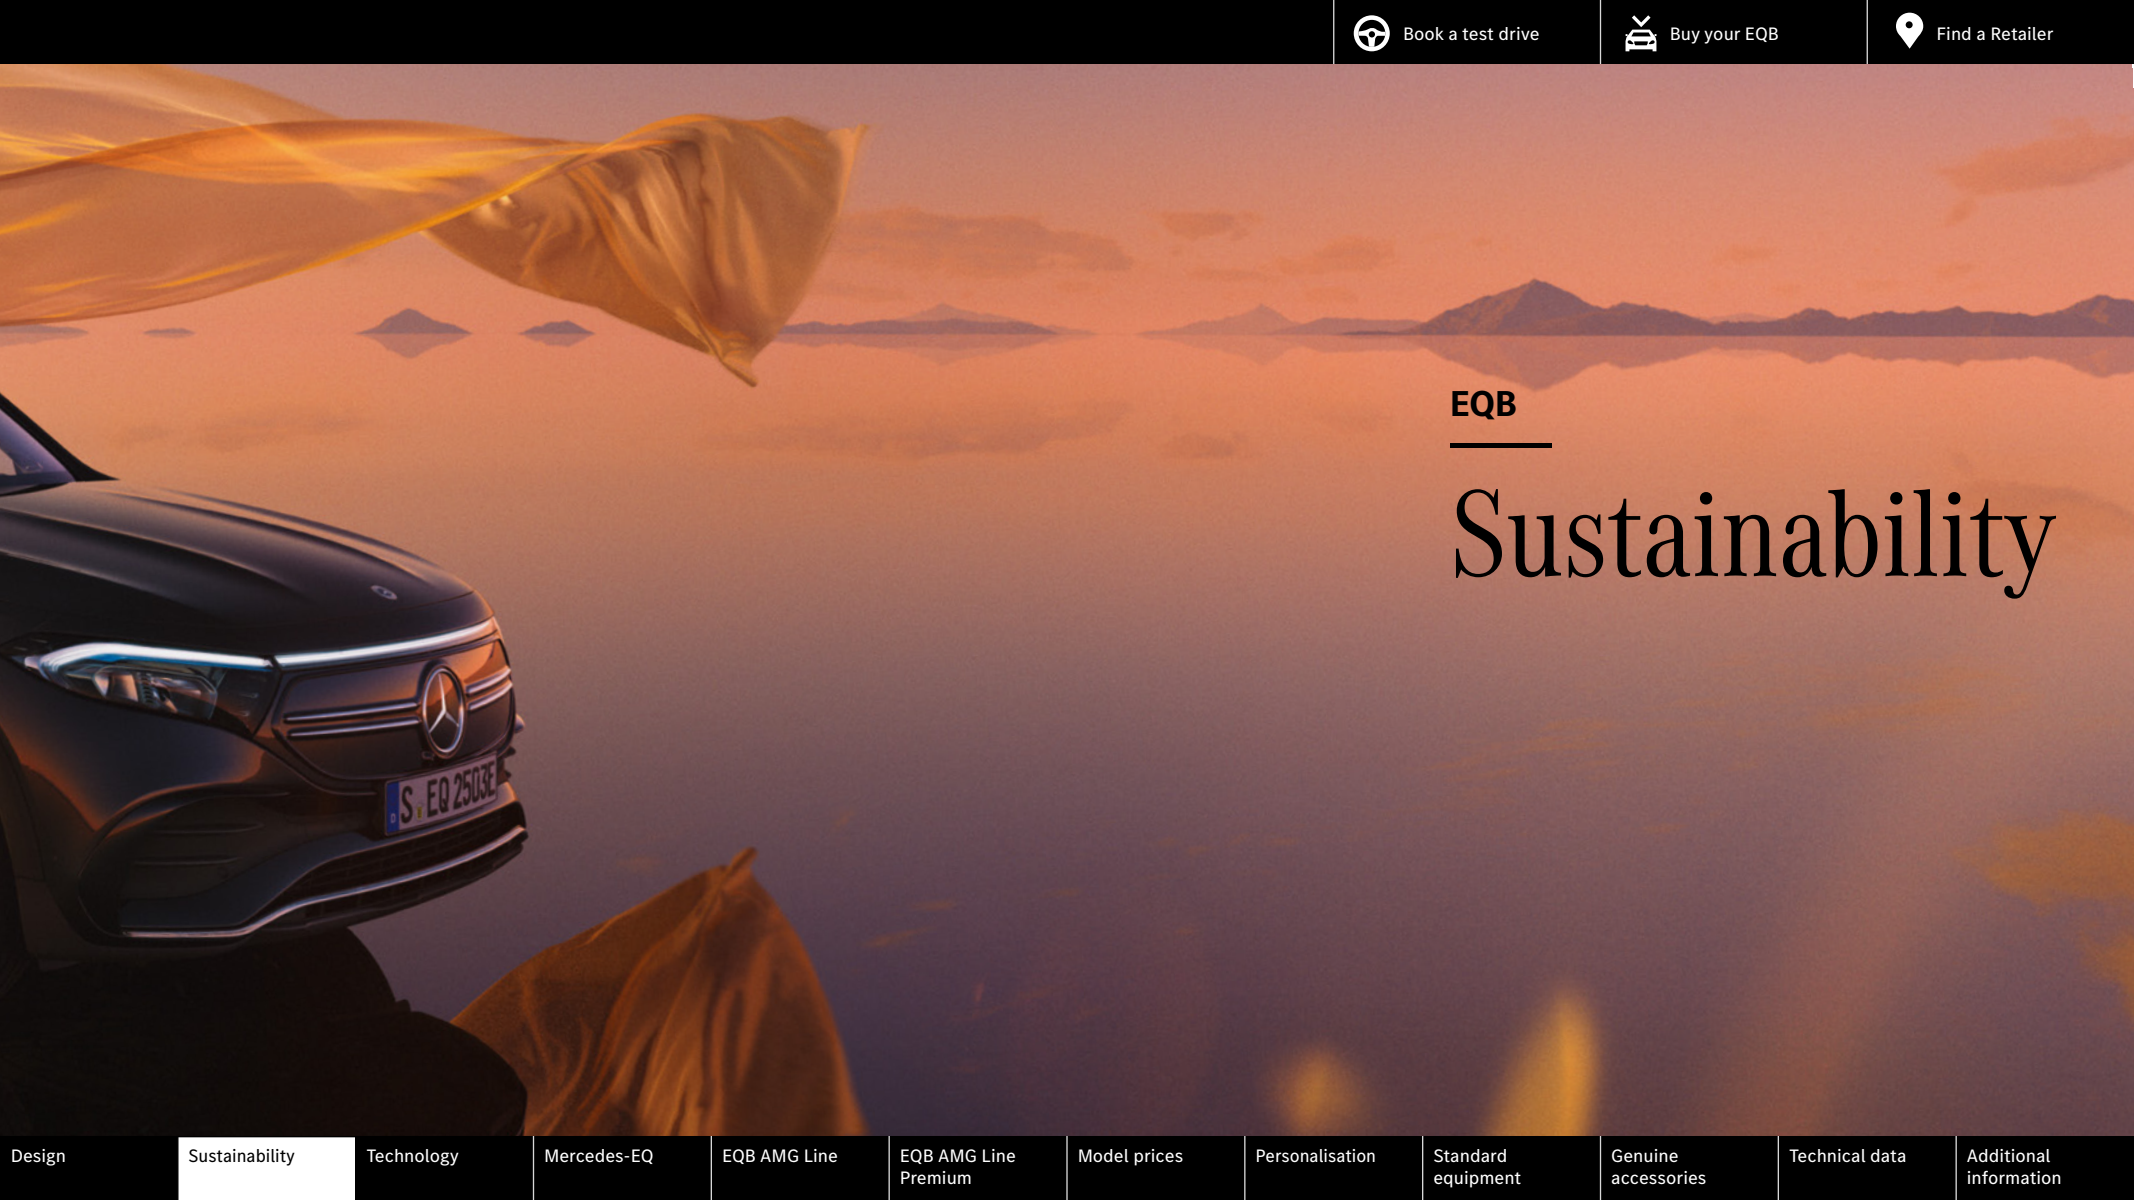 Book a test drive
Buy your EQB
Find a Retailer
EQB
Sustainability
S EQ 2503E
Design
Sustainability
Technology
Mercedes-EQ
EQB AMG Line
EQB AMG Line
Premium
Model prices
Personalisation
Standard
equipment
Genuine
accessories
Technical data
Additional
information